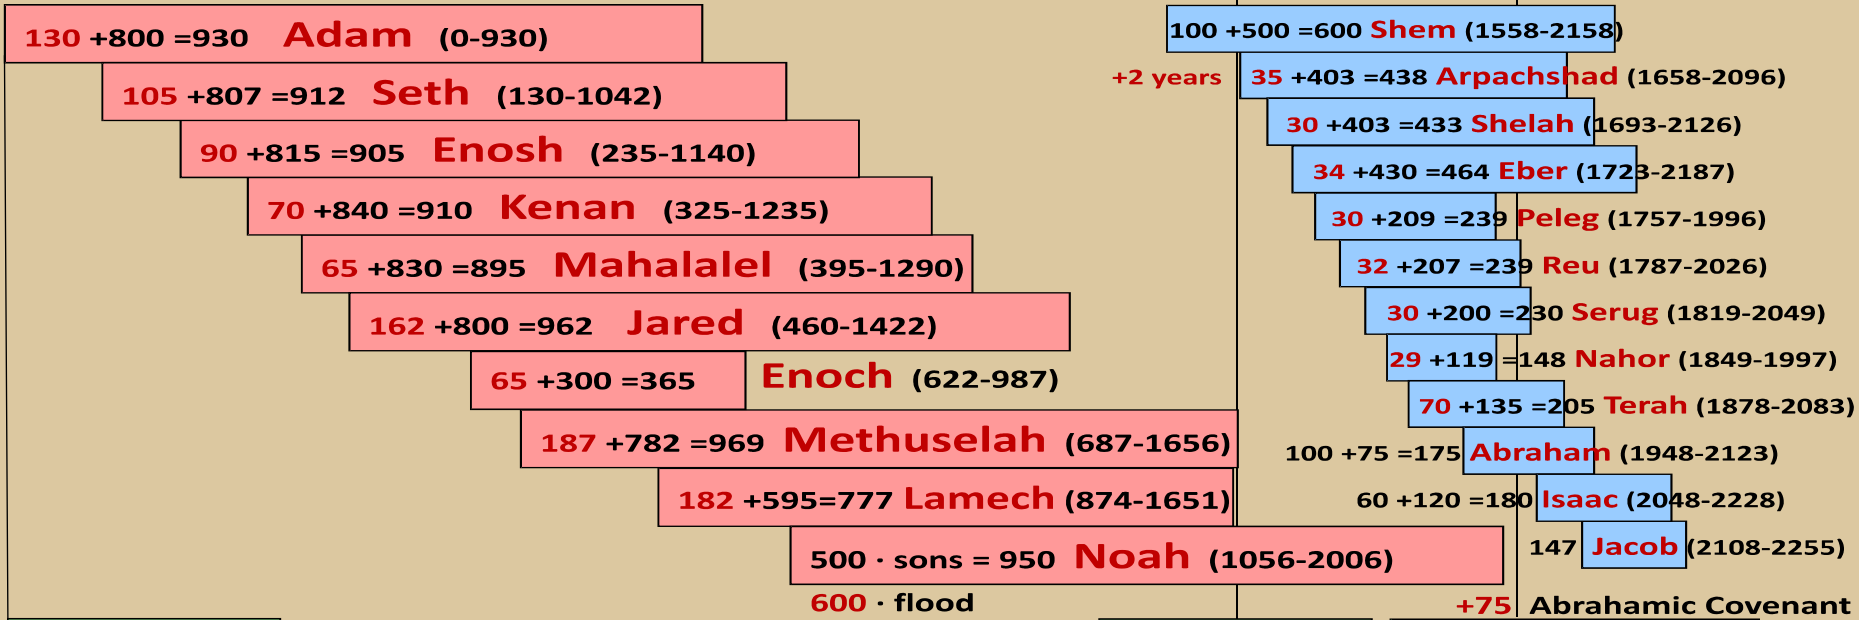 130 +800 =930 Adam (0-930)
105 +807 =912 Seth (130-1042)
90 +815 =905 Enosh (235-1140)
70 +840 =910 Kenan (325-1235)
65 +830 =895 Mahalalel (395-1290)
162 +800 =962 Jared (460-1422)
65 +300 =365 Enoch (622-987)
187 +782 =969 Methuselah (687-1656)
182 +595=777 Lamech (874-1651)
500 · sons = 950 Noah (1056-2006)
600 · flood
100 +500 =600 Shem (1558-2158)
+2 years 35 +403 =438 Arpachshad (1658-2096)
30 +403 =433 Shelah (1693-2126)
34 +430 =464 Eber (1723-2187)
30 +209 =239 Peleg (1757-1996)
32 +207 =239 Reu (1787-2026)
30 +200 =230 Serug (1819-2049)
29 +119 =148 Nahor (1849-1997)
70 +135 =205 Terah (1878-2083)
100 +75 =175 Abraham (1948-2123)
60 +120 =180 Isaac (2048-2228)
147 Jacob (2108-2255)
+75 Abrahamic Covenant